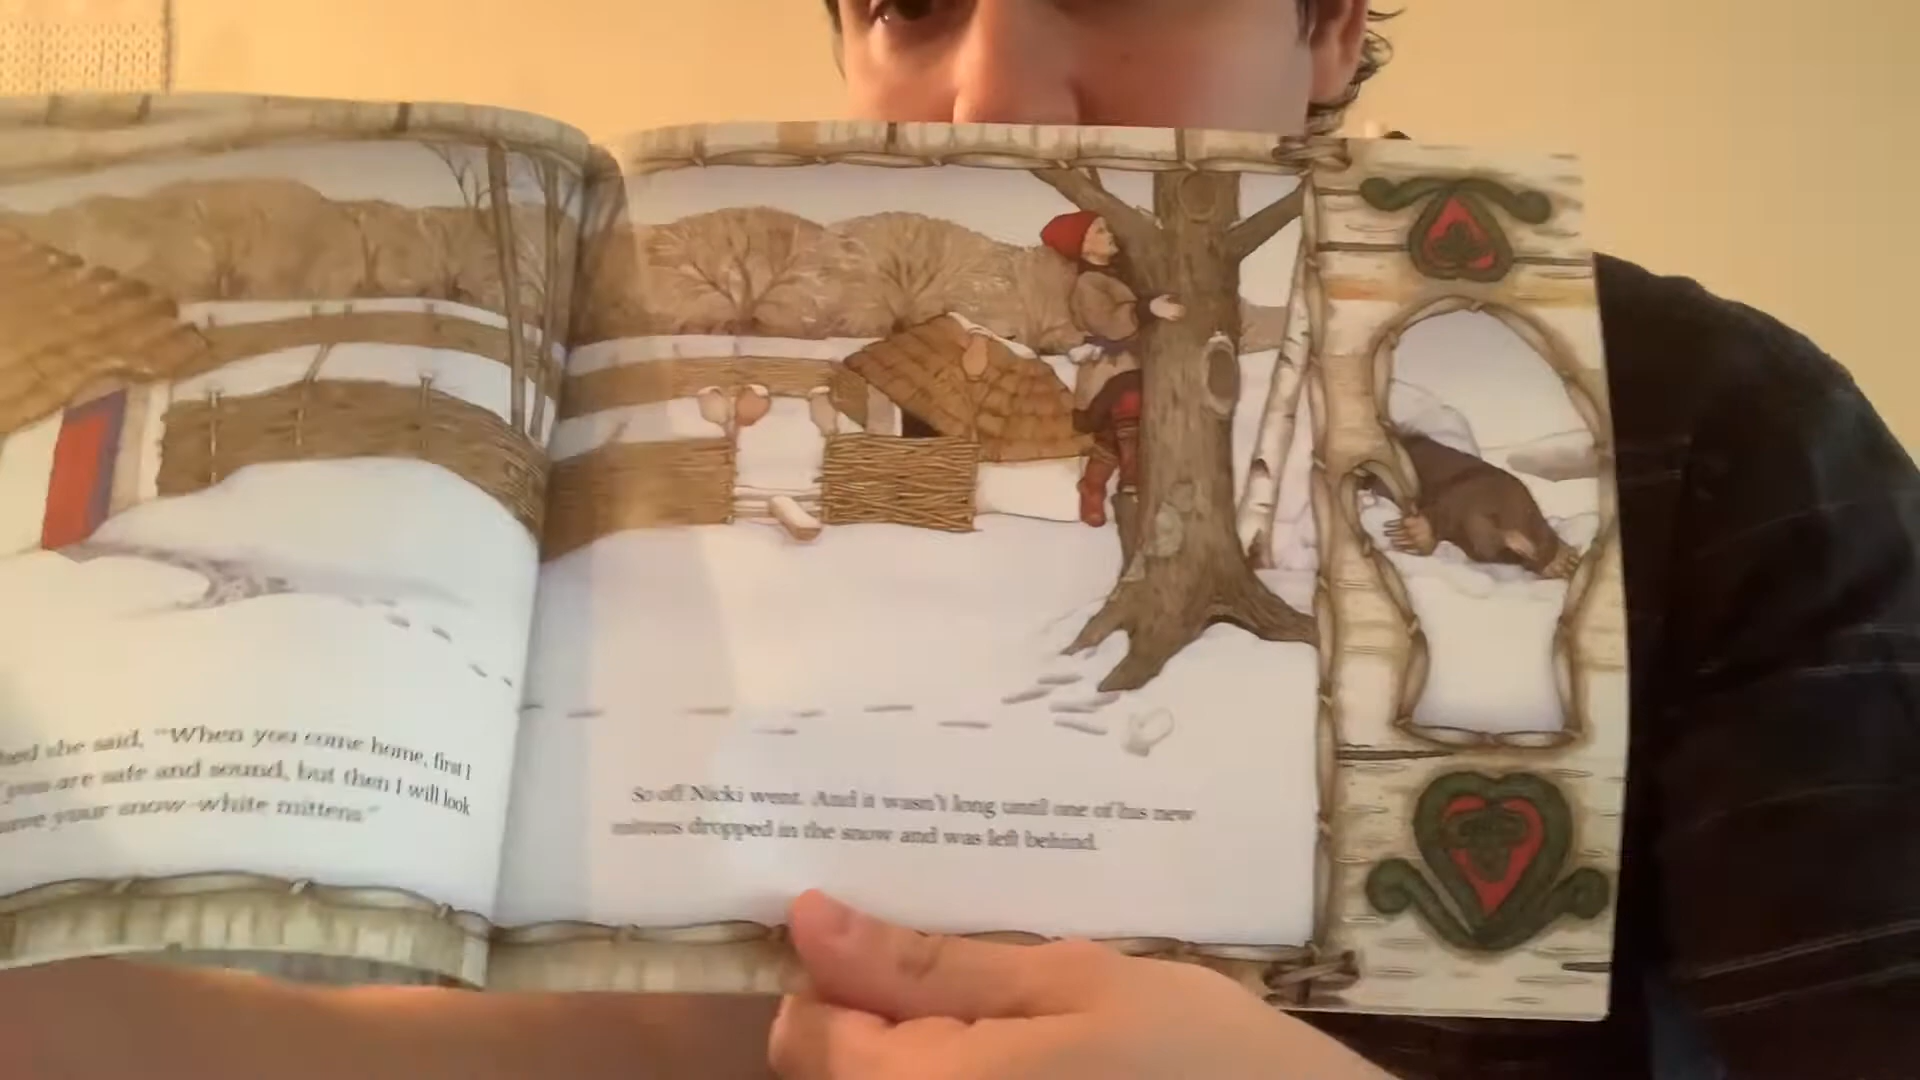 she said, "When you come home, first I
you are safe and sound, but then I will look
your snow-white mittens."
So off Nicki went. And it wasn't long until one of his new
mittens dropped in the snow and was left behind.